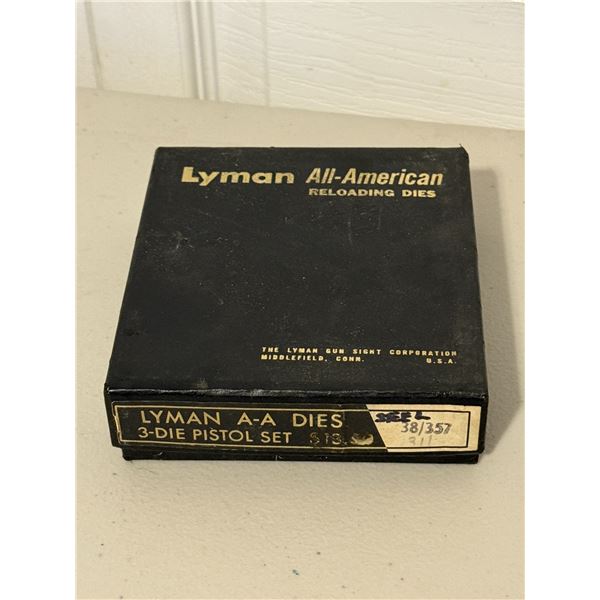 Lyman All-American
RELOADING DIES
THE LYMAN GUN SIGHT CORPORATION
MIDDLEFIELD, CONN. U.S.A.
LYMAN A-A DIES
3-DIE PISTOL SET
38/357
311